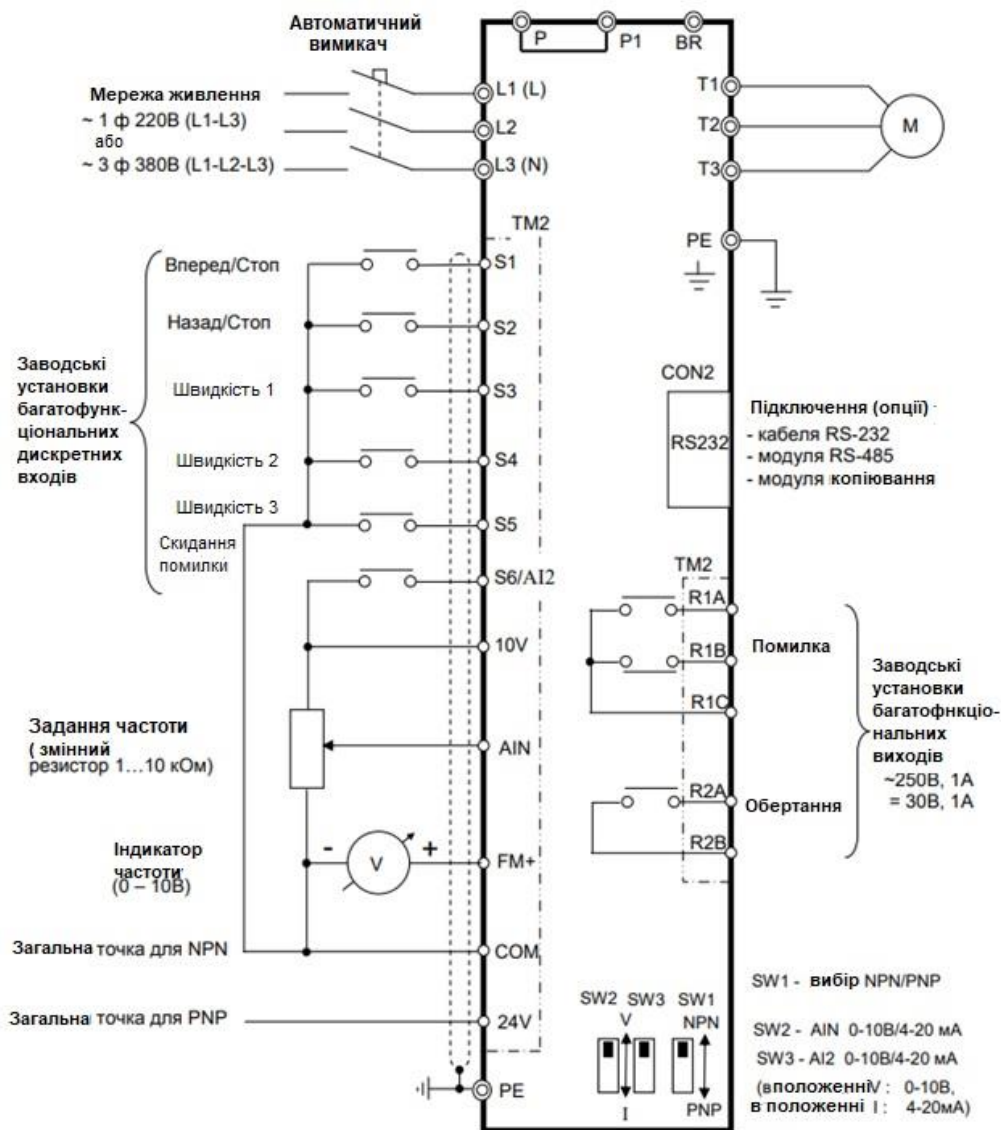 Автоматичний
вимикач
P
P1
BR
Мережа живлення
~ 1 ф 220В (L1-L3)
або
~ 3 ф 380В (L1-L2-L3)
L1 (L)
L2
L3 (N)
T1
T2
T3
M
PE
TM2
Заводські
установки
багатофунк-
ціональних
дискретних
входів
Вперед/Стоп
S1
Назад/Стоп
S2
Швидкість 1
S3
Швидкість 2
S4
Швидкість 3
S5
Скидання
помилки
S6/AI2
10V
CON2
RS232
Підключення (опції)
- кабеля RS-232
- модуля RS-485
- модуля копіювання
TM2
R1A
R1B
R1C
Помилка
R2A
R2B
Обертання
Заводські
установки
багатофнкціо-
нальних
виходів
~250В, 1А
= 30В, 1А
Задання частоти
( змінний
резистор 1...10 кОм)
AIN
Індикатор
частоти
(0 – 10В)
- V +
FM+
Загальна точка для NPN
COM
Загальна точка для PNP
24V
PE
SW2 SW3 SW1
V NPN
I PNP
SW1 - вибір NPN/PNP
SW2 - AIN 0-10В/4-20 мА
SW3 - AI2 0-10В/4-20 мА
(в положенні V : 0-10В,
в положенні I : 4-20мА)